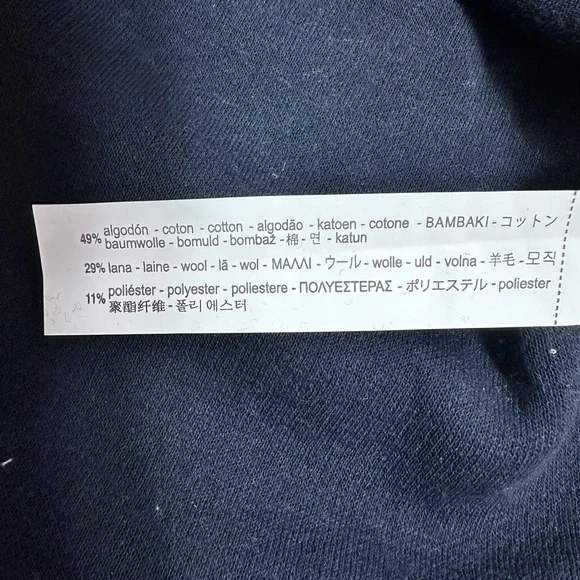 49% algodón - coton - cotton - algodão - katoen - cotone - ΒΑΜΒΑΚΙ - コットン
baumwolle - bomuld - bombaž - 棉 - 면 - katun
29% lana - laine - wool - lã - wol - ΜΑΛΛΙ - ウール - wolle - uld - volna - 羊毛 - 모직
11% poliéster - polyester - poliestere - ΠΟΛΥΕΣΤΕΡΑΣ - ポリエステル - poliester
聚酯纤维 - 폴리 에스터